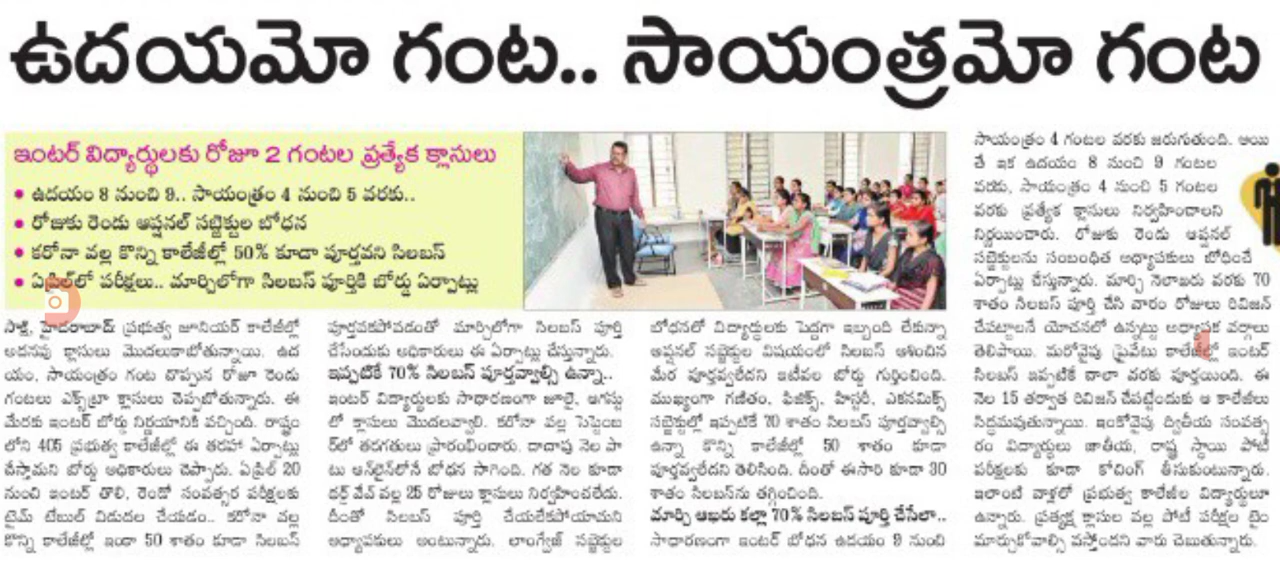 ఉదయమో గంట.. సాయంత్రమో గంట
ఇంటర్ విద్యార్థులకు రోజూ 2 గంటల ప్రత్యేక క్లాసులు
• ఉదయం 8 నుంచి 9.. సాయంత్రం 4 నుంచి 5 వరకు..
• రోజుకు రెండు ఆప్షనల్ సబ్జెక్టుల బోధన
• కరోనా వల్ల కొన్ని కాలేజీల్లో 50% కూడా పూర్తవని సిలబస్
• ఏప్రిల్‌లో పరీక్షలు.. మార్చిలోగా సిలబస్ పూర్తికి బోర్డు ఏర్పాట్లు
సాక్షి, హైదరాబాద్: ప్రభుత్వ జూనియర్ కాలేజీల్లో
అదనపు క్లాసులు మొదలుకాబోతున్నాయి. ఉద
యం, సాయంత్రం గంట చొప్పున రోజూ రెండు
గంటలు ఎక్స్‌ట్రా క్లాసులు చెప్పబోతున్నారు. ఈ
మేరకు ఇంటర్ బోర్డు నిర్ణయానికి వచ్చింది. రాష్ట్రం
లోని 405 ప్రభుత్వ కాలేజీల్లో ఈ తరహా ఏర్పాట్లు
చేస్తామని బోర్డు అధికారులు చెప్పారు. ఏప్రిల్ 20
నుంచి ఇంటర్ తొలి, రెండో సంవత్సర పరీక్షలకు
టైమ్ టేబుల్ విడుదల చేయడం.. కరోనా వల్ల
కొన్ని కాలేజీల్లో ఇంధా 50 శాతం కూడా సిలబస్
పూర్తవకపోవడంతో మార్చిలోగా సిలబస్ పూర్తి
చేసేందుకు అధికారులు ఈ ఏర్పాట్లు చేస్తున్నారు.
ఇప్పటికే 70% సిలబస్ పూర్తవ్వాల్సి ఉన్నా..
ఇంటర్ విద్యార్థులకు సాధారణంగా జూలై, ఆగస్టు
లో క్లాసులు మొదలవ్వాలి. కరోనా వల్ల సెప్టెంబ
ర్‌లో తరగతులు ప్రారంభించారు. దాదాపు నెల పా
టు ఆన్‌లైన్‌లోనే బోధన సాగింది. గత నెల కూడా
థర్డ్ వేవ్ వల్ల 25 రోజులు క్లాసులు నిర్వహించలేదు.
దీంతో సిలబస్ పూర్తి చేయలేకపోయామని
అధ్యాపకులు అంటున్నారు. లాంగ్వేజ్ సబ్జెక్టుల
బోధనలో విద్యార్థులకు పెద్దగా ఇబ్బంది లేకున్నా
ఆప్షనల్ సబ్జెక్టుల విషయంలో సిలబస్ ఆశించిన
మేర పూర్తవ్వలేదని ఇటీవల బోర్డు గుర్తించింది.
ముఖ్యంగా గణితం, ఫిజిక్స్, హిస్టరీ, ఎకనమిక్స్
సబ్జెక్టుల్లో ఇప్పటికే 70 శాతం సిలబస్ పూర్తవ్వాల్సి
ఉన్నా కొన్ని కాలేజీల్లో 50 శాతం కూడా
పూర్తవ్వలేదని తెలిసింది. దీంతో ఈసారి కూడా 30
శాతం సిలబస్‌ను తగ్గించింది.
మార్చి ఆఖరు కల్లా 70% సిలబస్ పూర్తి చేసేలా..
సాధారణంగా ఇంటర్ బోధన ఉదయం 9 నుంచి
సాయంత్రం 4 గంటల వరకు జరుగుతుంది. అయి
తే ఇక ఉదయం 8 నుంచి 9 గంటల
వరకు, సాయంత్రం 4 నుంచి 5 గంటల
వరకు ప్రత్యేక క్లాసులు నిర్వహించాలని
నిర్ణయించారు. రోజుకు రెండు ఆప్షనల్
సబ్జెక్టులను సంబంధిత అధ్యాపకులు బోధించే
ఏర్పాట్లు చేస్తున్నారు. మార్చి నెలాఖరు వరకు 70
శాతం సిలబస్ పూర్తి చేసి వారం రోజులు రివిజన్
చేపట్టాలనే యోచనలో ఉన్నట్టు అధ్యాపక వర్గాలు
తెలిపాయి. మరోవైపు ప్రైవేటు కాలేజీల్లో ఇంటర్
సిలబస్ ఇప్పటికే చాలా వరకు పూర్తయింది. ఈ
నెల 15 తర్వాత రివిజన్ చేపట్టేందుకు ఆ కాలేజీలు
సిద్ధమవుతున్నాయి. ఇంకోవైపు ద్వితీయ సంవత్స
రం విద్యార్థులు జాతీయ, రాష్ట్ర స్థాయి పోటీ
పరీక్షలకు కూడా కోచింగ్ తీసుకుంటున్నారు.
ఇలాంటి వాళ్లలో ప్రభుత్వ కాలేజీల విద్యార్థులూ
ఉన్నారు. ప్రత్యక్ష క్లాసుల వల్ల పోటీ పరీక్షల టైం
మార్చుకోవాల్సి వస్తోందని వారు చెబుతున్నారు.